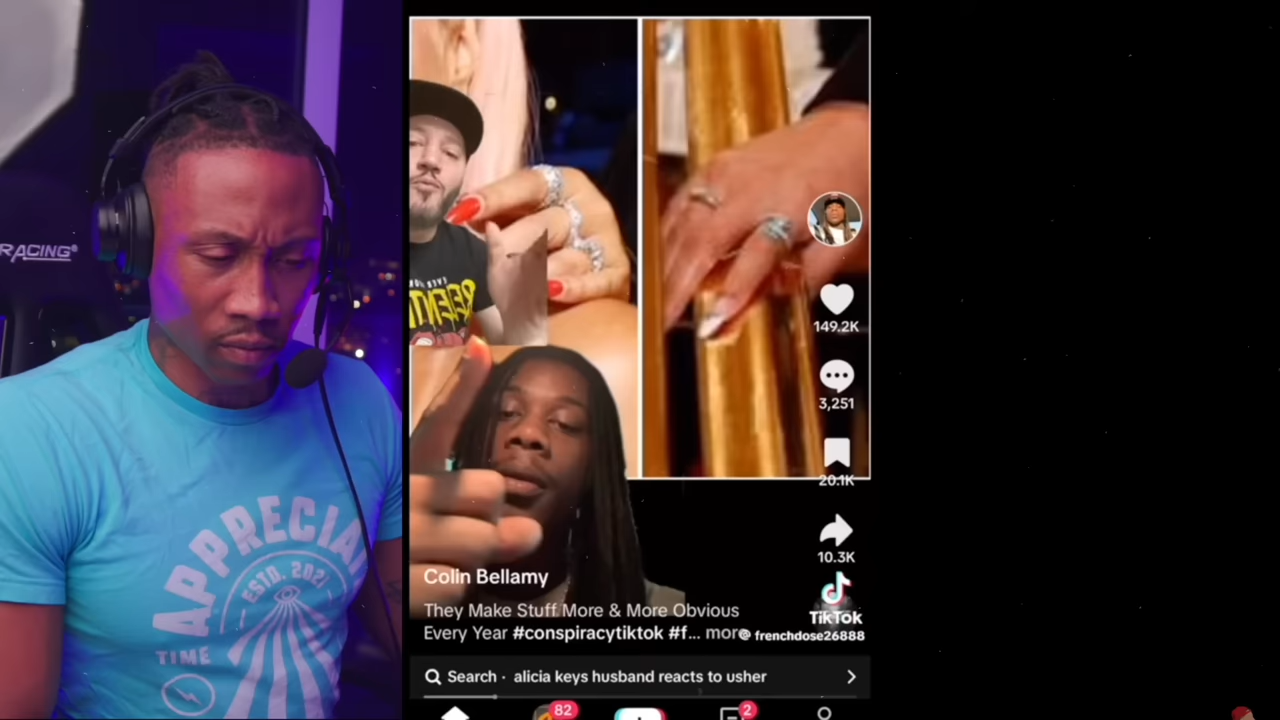 RACING®
APPRECIA
ESTD. 2021
TIME
149.2K
3,251
20.1K
10.3K
Colin Bellamy
They Make Stuff More & More Obvious
Every Year #conspiracytiktok #f... more
TikTok
@ frenchdose26888
Search · alicia keys husband reacts to usher
82
2